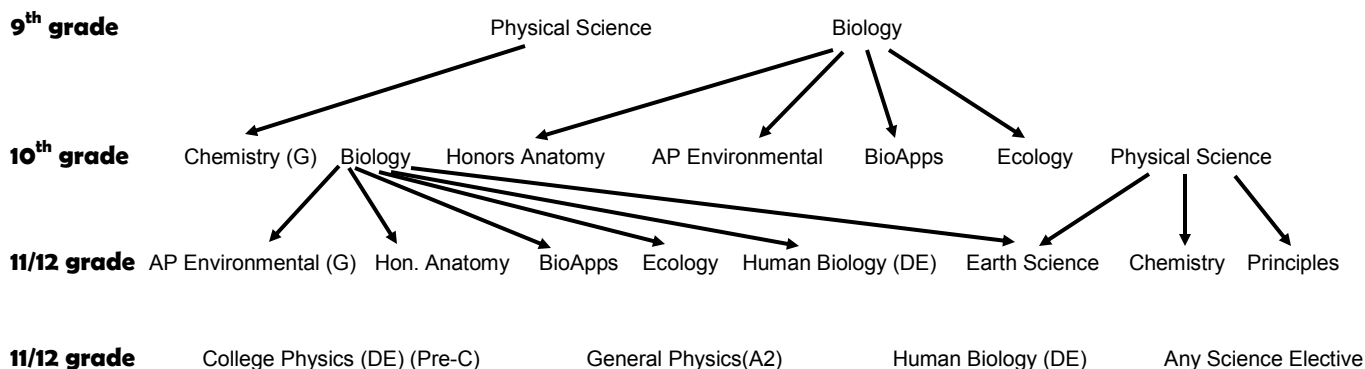 9th grade Physical Science Biology
10th grade Chemistry (G) Biology Honors Anatomy AP Environmental BioApps Ecology Physical Science
11/12 grade AP Environmental (G) Hon. Anatomy BioApps Ecology Human Biology (DE) Earth Science Chemistry Principles
11/12 grade College Physics (DE) (Pre-C) General Physics(A2) Human Biology (DE) Any Science Elective